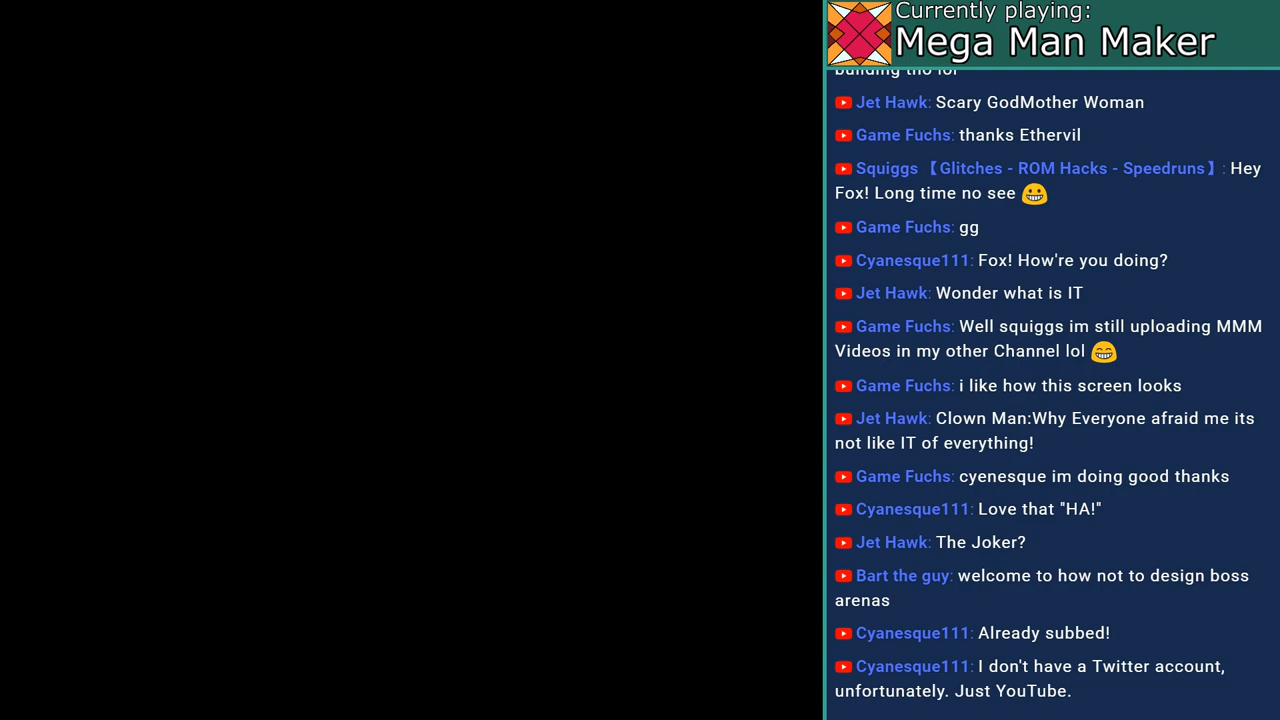 Currently playing:
Mega Man Maker
building tho lol
Jet Hawk: Scary GodMother Woman
Game Fuchs: thanks Ethervil
Squiggs 【Glitches - ROM Hacks - Speedruns】: Hey
Fox! Long time no see 😀
Game Fuchs: gg
Cyanesque111: Fox! How're you doing?
Jet Hawk: Wonder what is IT
Game Fuchs: Well squiggs im still uploading MMM
Videos in my other Channel lol 😁
Game Fuchs: i like how this screen looks
Jet Hawk: Clown Man:Why Everyone afraid me its
not like IT of everything!
Game Fuchs: cyenesque im doing good thanks
Cyanesque111: Love that "HA!"
Jet Hawk: The Joker?
Bart the guy: welcome to how not to design boss
arenas
Cyanesque111: Already subbed!
Cyanesque111: I don't have a Twitter account,
unfortunately. Just YouTube.